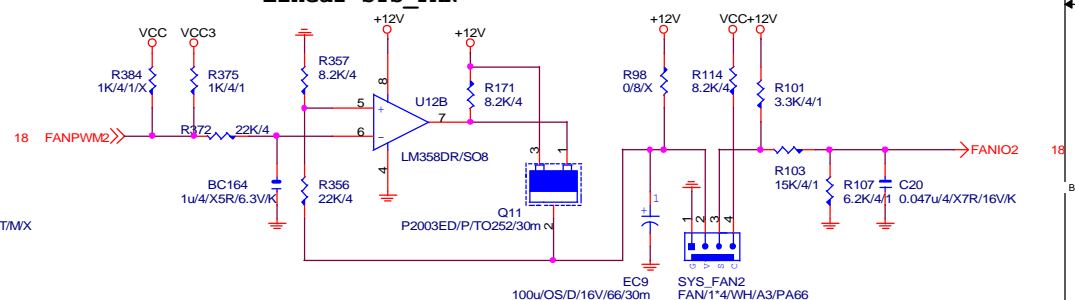 +12V
+12V
+12V
VCC+12V
VCC VCC3
R384
1K/4/1/X
R375
1K/4/1
R357
8.2K/4
8
U12B
R171
8.2K/4
R98
0/8/X
R114
8.2K/4
R101
3.3K/4/1
5
+
7
18 FANPWM2
R372 22K/4
6
-
LM358DR/SO8
4
3
1
FANIO2 18
BC164
1u/4/X5R/6.3V/K
R356
22K/4
R103
15K/4/1
R107
6.2K/4/1
C20
0.047u/4/X7R/16V/K
B
T/M/X
Q11
P2003ED/P/TO252/30m
2
+
1
1
2
3
4
G
V
S
C
EC9
100u/OS/D/16V/66/30m
SYS_FAN2
FAN/1*4/WH/A3/PA66